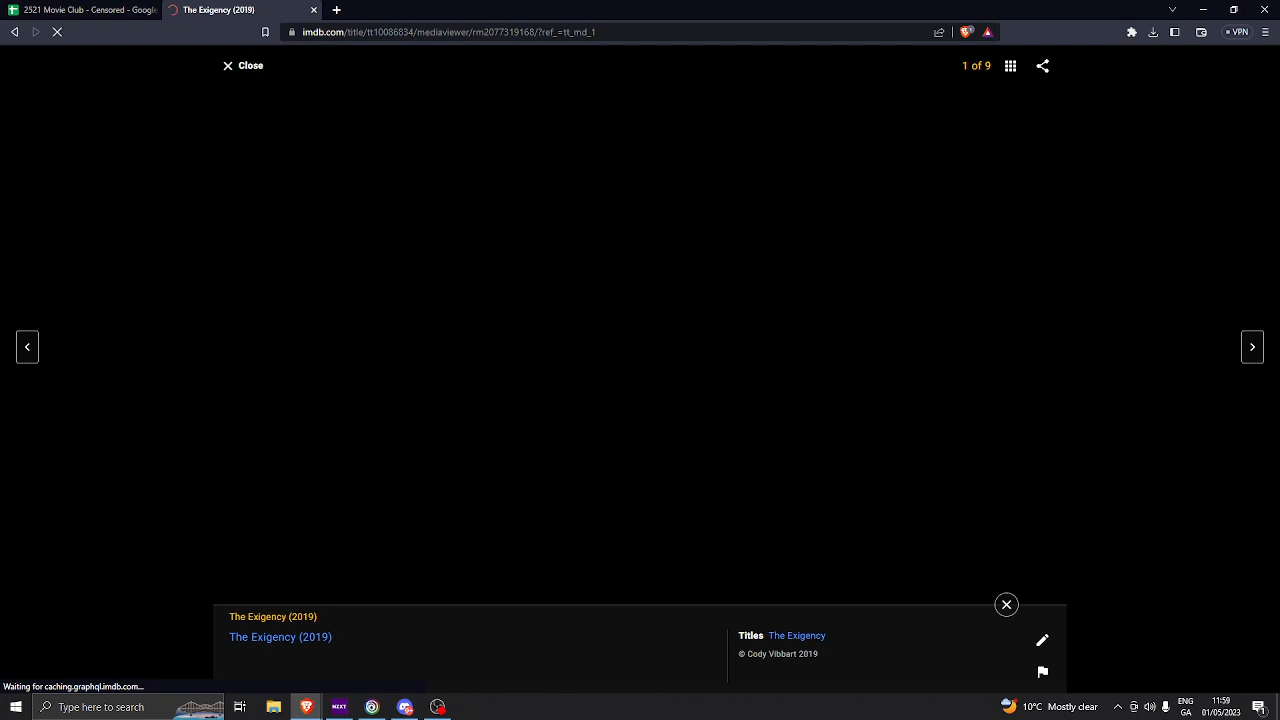 2521 Movie Club - Censored - Google
The Exigency (2019)
imdb.com/title/tt10086834/mediaviewer/rm2077319168/?ref_=tt_md_1
VPN
Close
1 of 9
The Exigency (2019)
The Exigency (2019)
Titles The Exigency
© Cody Vibbart 2019
Waiting for caching.graphql.imdb.com...
Type here to search
NEXT
10°C Mostly clear
ENG
GA
11:59
01/05/2023